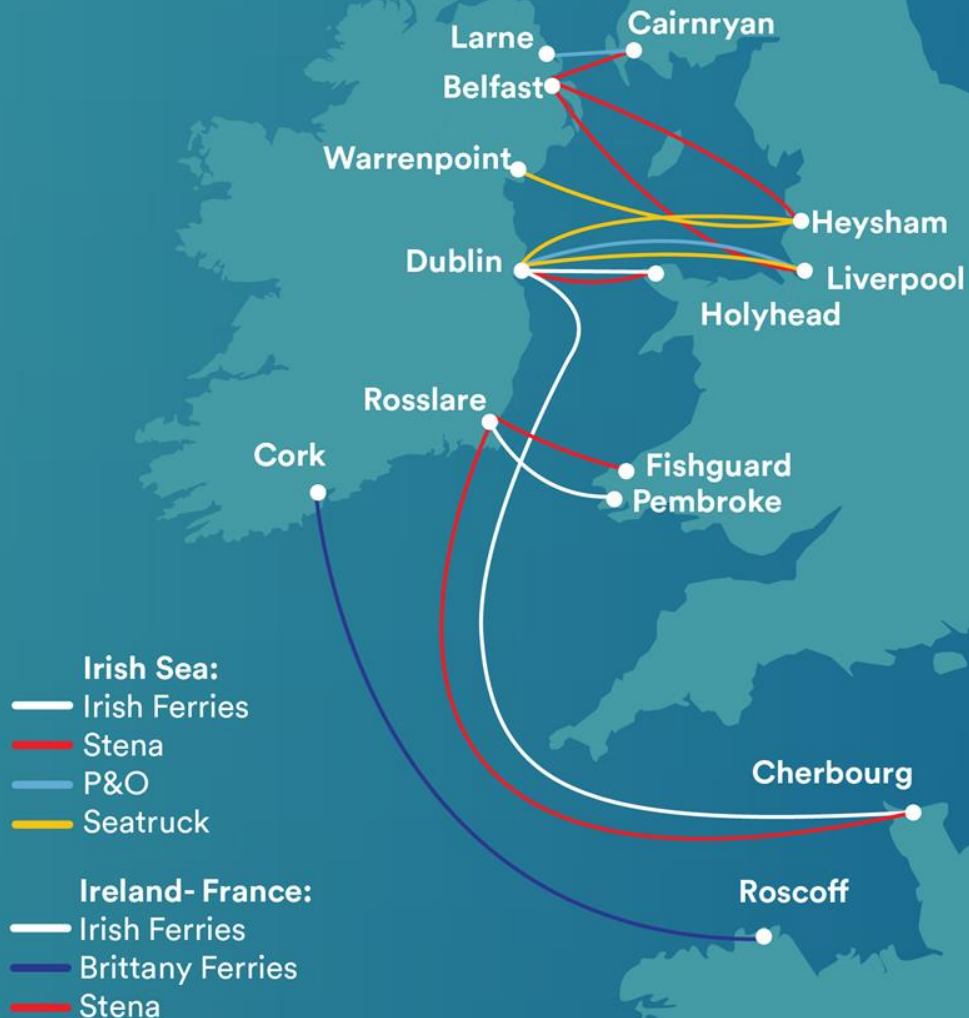 Cairnryan
Larne
Belfast
Warrenpoint
Heysham
Dublin
Liverpool
Holyhead
Rosslare
Cork
Fishguard
Pembroke
Irish Sea:
Irish Ferries
Stena
P&O
Seatruck
Cherbourg
Ireland- France:
Irish Ferries
Brittany Ferries
Stena
Roscoff